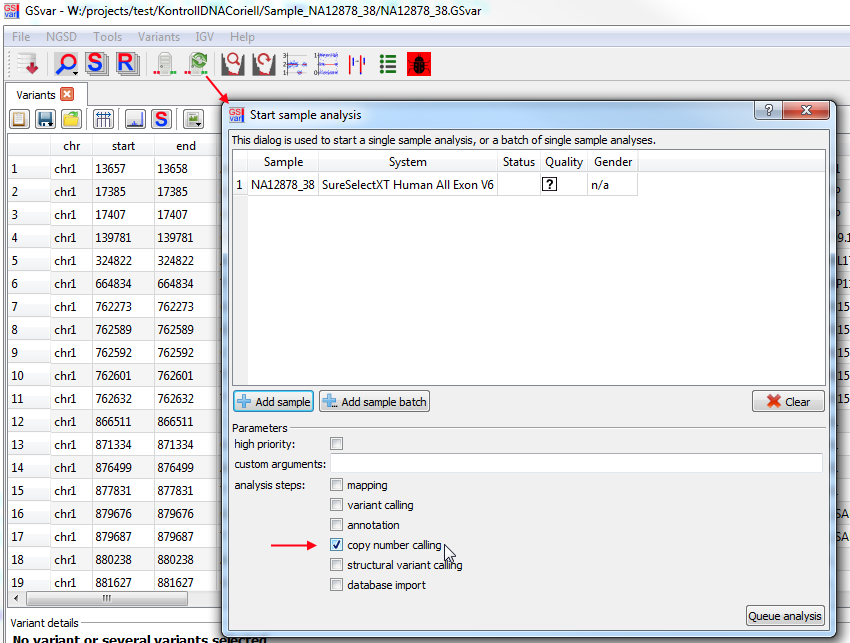 GSvar - W:/projects/test/KontrollDNACoriell/Sample_NA12878_38/NA12878_38.GSvar
File NGSD Tools Variants IGV Help
Variants
chr start end
1 chr1 13657 13658
2 chr1 17385 17385
3 chr1 17407 17407
4 chr1 139781 139781
5 chr1 324822 324822
6 chr1 664834 664834
7 chr1 762273 762273
8 chr1 762589 762589
9 chr1 762592 762592
10 chr1 762601 762601
11 chr1 762632 762632
12 chr1 866511 866511
13 chr1 871334 871334
14 chr1 876499 876499
15 chr1 877831 877831
16 chr1 879676 879676
17 chr1 879687 879687
18 chr1 880238 880238
19 chr1 881627 881627
Variant details
No variant or several variants selected
Start sample analysis
This dialog is used to start a single sample analysis, or a batch of single sample analyses.
Sample System Status Quality Gender
1 NA12878_38 SureSelectXT Human All Exon V6 ? n/a
Add sample
Add sample batch
Clear
Parameters
high priority:
custom arguments:
analysis steps:
mapping
variant calling
annotation
copy number calling
structural variant calling
database import
Queue analysis